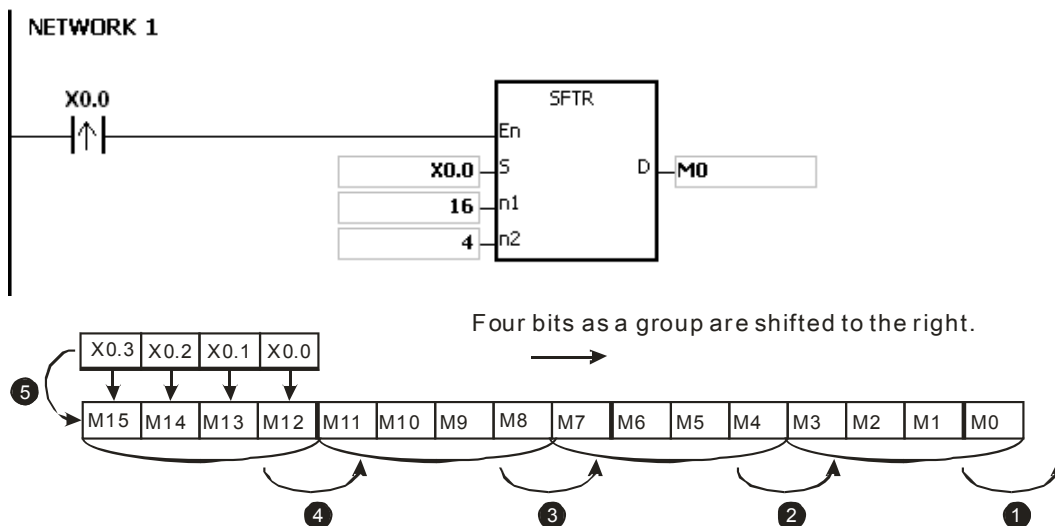 NETWORK 1
X0.0
SFTR
En
X0.0 S D M0
16 n1
4 n2
Four bits as a group are shifted to the right.
X0.3 X0.2 X0.1 X0.0
5
M15 M14 M13 M12 M11 M10 M9 M8 M7 M6 M5 M4 M3 M2 M1 M0
4 3 2 1